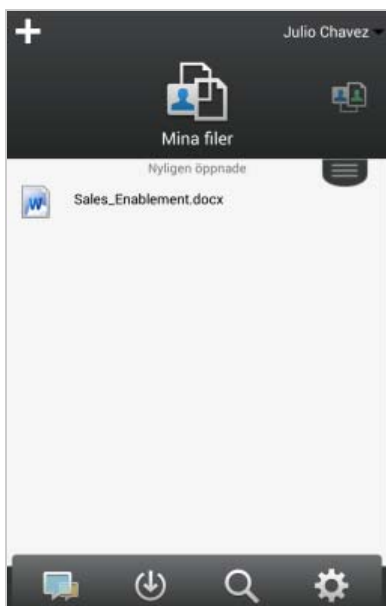 Julio Chavez
Mina filer
Nyligen öppnade
Sales_Enablement.docx